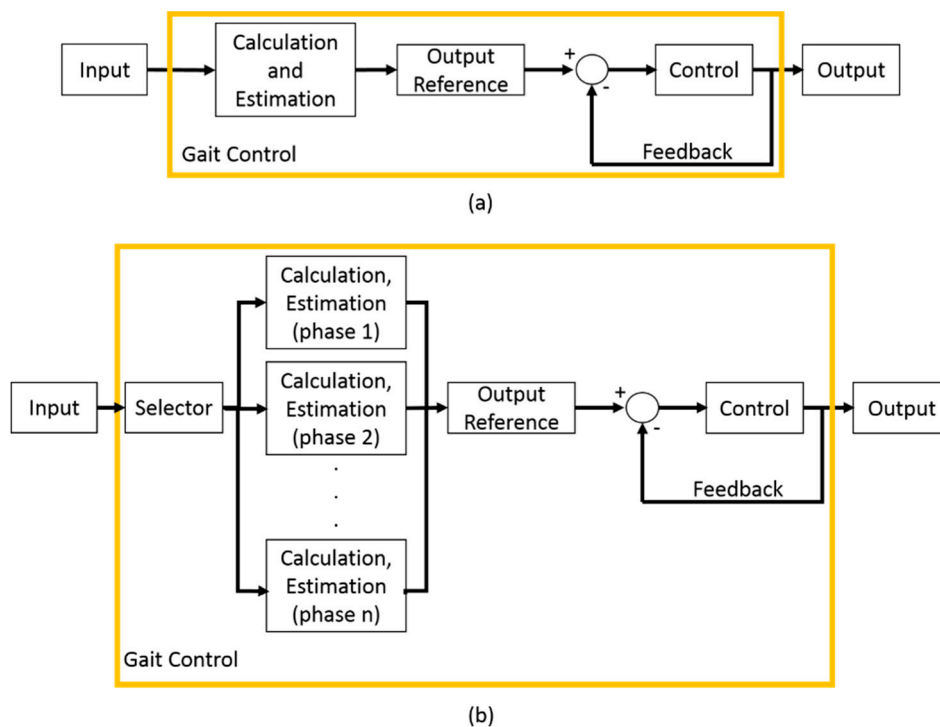 Input
Calculation
and
Estimation
Output
Reference
+
-
Control
Output
Feedback
Gait Control
(a)
Input
Selector
Calculation,
Estimation
(phase 1)
Calculation,
Estimation
(phase 2)
.
.
.
Calculation,
Estimation
(phase n)
Output
Reference
+
-
Control
Output
Feedback
Gait Control
(b)